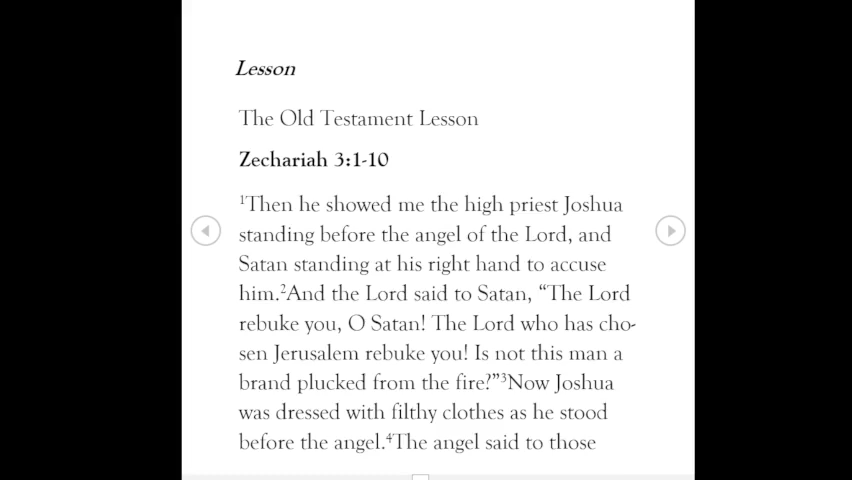 Lesson
The Old Testament Lesson
Zechariah 3:1-10
¹Then he showed me the high priest Joshua
standing before the angel of the Lord, and
Satan standing at his right hand to accuse
him.²And the Lord said to Satan, “The Lord
rebuke you, O Satan! The Lord who has cho-
sen Jerusalem rebuke you! Is not this man a
brand plucked from the fire?”³Now Joshua
was dressed with filthy clothes as he stood
before the angel.⁴The angel said to those